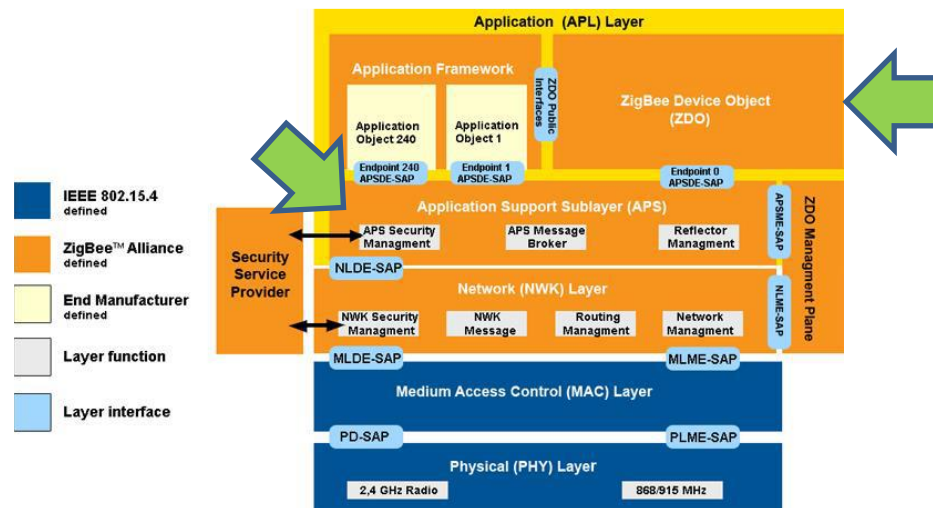 Application (APL) Layer
Application Framework
ZDO Public
Interfaces
ZigBee Device Object
(ZDO)
Application
Object 240
Application
Object 1
Endpoint 240
APSDE-SAP
Endpoint 1
APSDE-SAP
Endpoint 0
APSDE-SAP
IEEE 802.15.4
defined
ZigBee™ Alliance
defined
End Manufacturer
defined
Layer function
Layer interface
Security
Service
Provider
Application Support Sublayer (APS)
APS Security
Managment
APS Message
Broker
Reflector
Managment
APSME-SAP
ZDO Managment Plane
NLDE-SAP
Network (NWK) Layer
NWK Security
Managment
NWK
Message
Routing
Managment
Network
Managment
NLME-SAP
MLDE-SAP
MLME-SAP
Medium Access Control (MAC) Layer
PD-SAP
PLME-SAP
Physical (PHY) Layer
2,4 GHz Radio
868/915 MHz